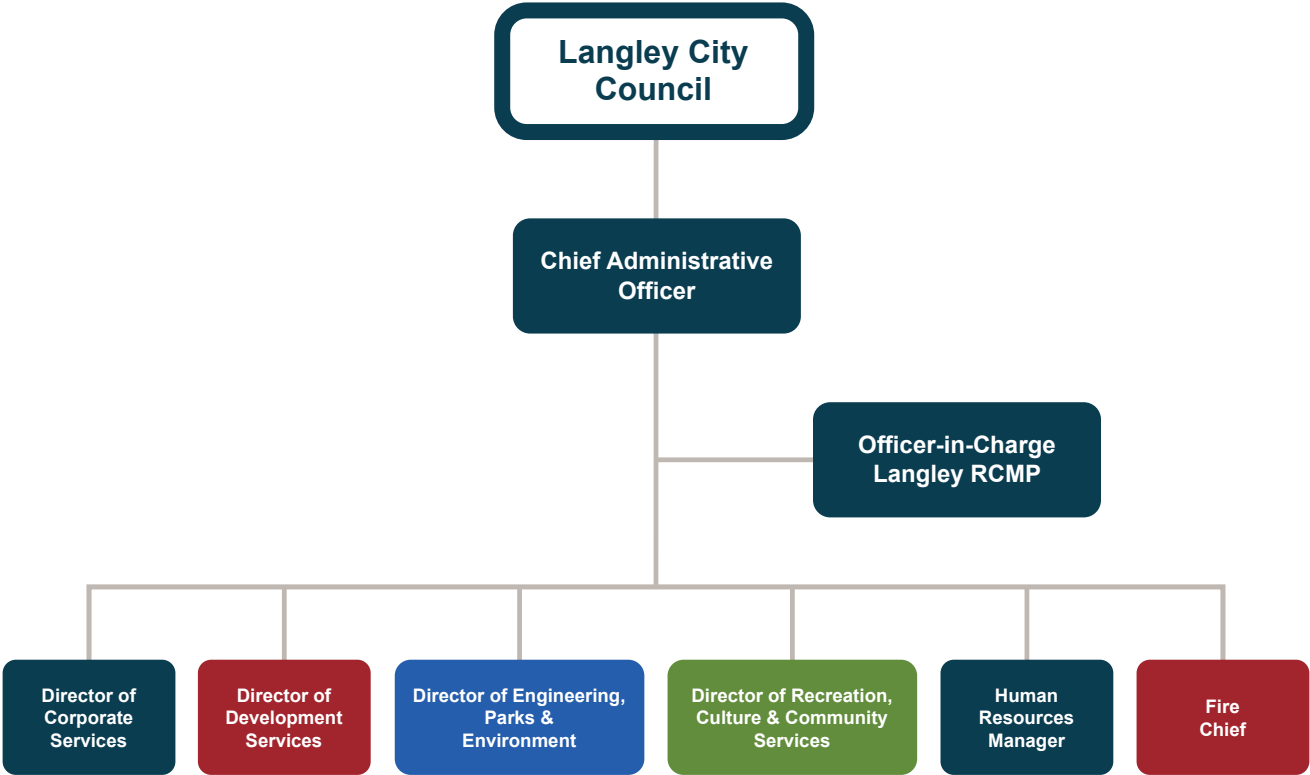 Langley City
Council
Chief Administrative
Officer
Officer-in-Charge
Langley RCMP
Director of
Corporate
Services
Director of
Development
Services
Director of Engineering,
Parks &
Environment
Director of Recreation,
Culture & Community
Services
Human
Resources
Manager
Fire
Chief